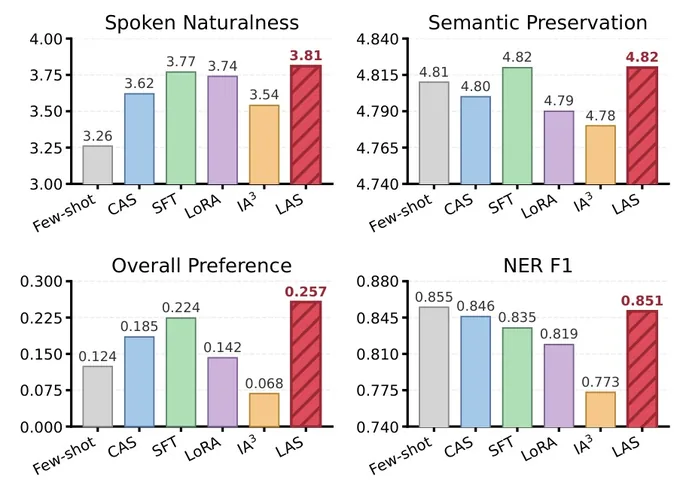 Spoken Naturalness
4.00
3.75
3.50
3.25
3.00
3.26
3.62
3.77
3.74
3.54
3.81
Few-shot
CAS
SFT
LoRA
IA³
LAS
Semantic Preservation
4.840
4.815
4.790
4.765
4.740
4.81
4.80
4.82
4.79
4.78
4.82
Few-shot
CAS
SFT
LoRA
IA³
LAS
Overall Preference
0.300
0.225
0.150
0.075
0.000
0.124
0.185
0.224
0.142
0.068
0.257
Few-shot
CAS
SFT
LoRA
IA³
LAS
NER F1
0.880
0.845
0.810
0.775
0.740
0.855
0.846
0.835
0.819
0.773
0.851
Few-shot
CAS
SFT
LoRA
IA³
LAS